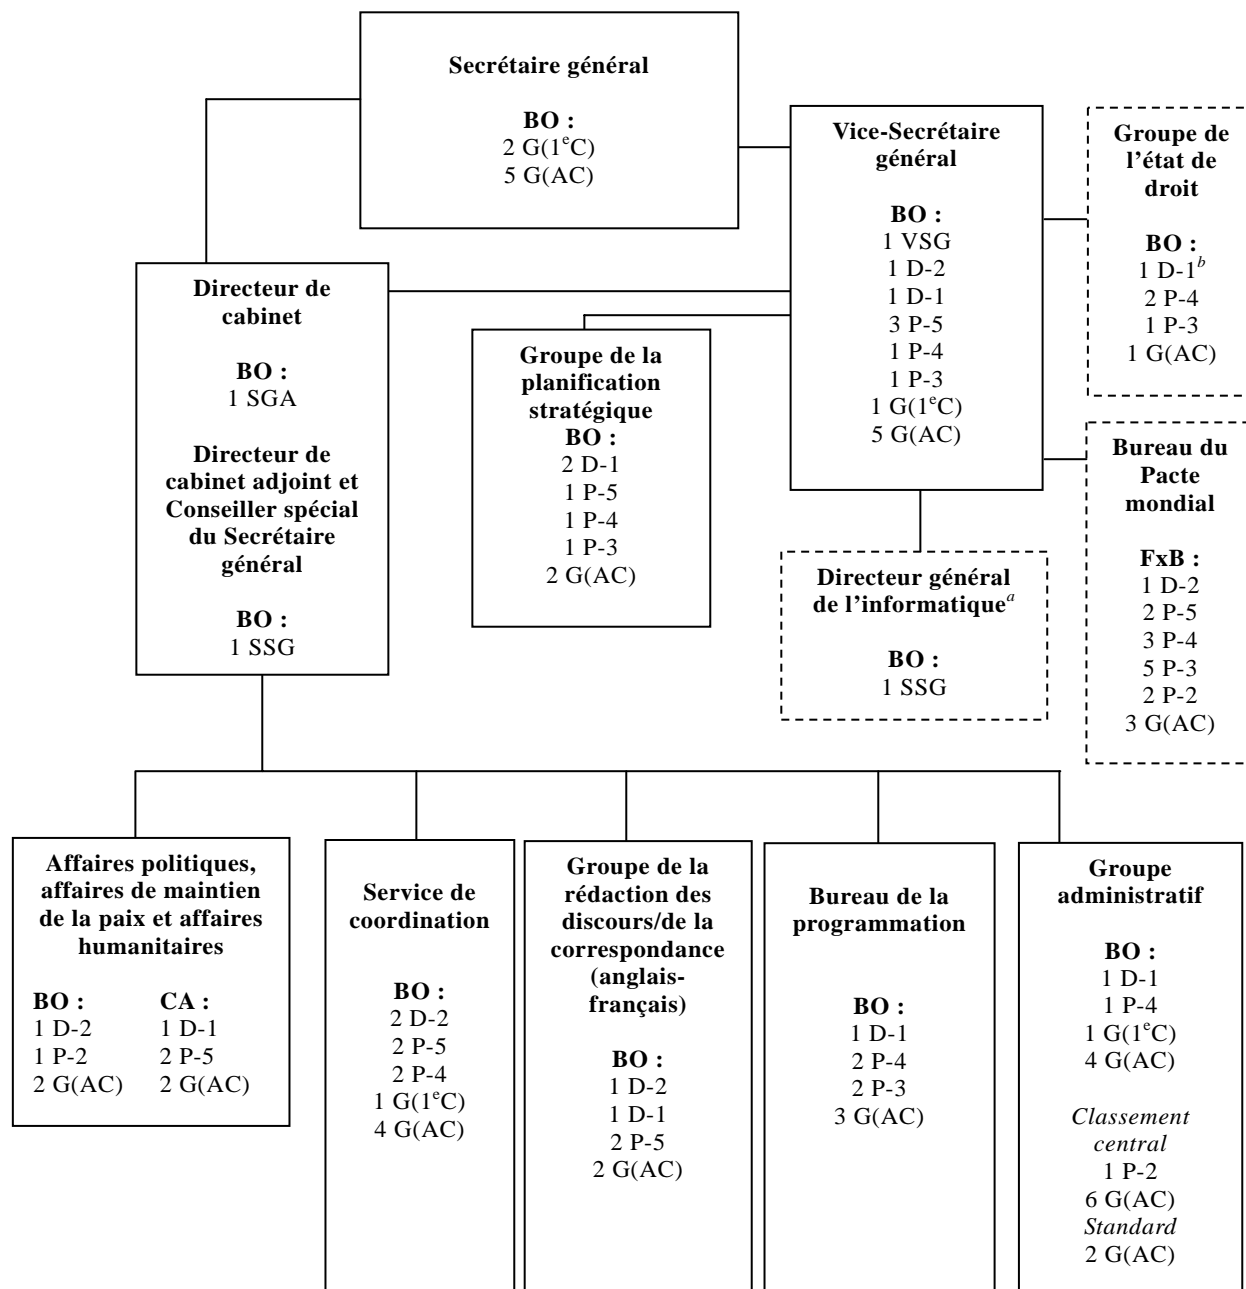 Secrétaire général
BO :
2 G(1ᵉC)
5 G(AC)
Vice-Secrétaire
général
BO :
1 VSG
1 D-2
1 D-1
3 P-5
1 P-4
1 P-3
1 G(1ᵉC)
5 G(AC)
Groupe de
l’état de
droit
BO :
1 D-1ᵇ
2 P-4
1 P-3
1 G(AC)
Directeur de
cabinet
BO :
1 SGA
Directeur de
cabinet adjoint et
Conseiller spécial
du Secrétaire
général
BO :
1 SSG
Groupe de la
planification
stratégique
BO :
2 D-1
1 P-5
1 P-4
1 P-3
2 G(AC)
Directeur général
de l’informatiqueᵃ
BO :
1 SSG
Bureau du
Pacte
mondial
FxB :
1 D-2
2 P-5
3 P-4
5 P-3
2 P-2
3 G(AC)
Affaires politiques,
affaires de maintien
de la paix et affaires
humanitaires
BO :
1 D-2
1 P-2
2 G(AC)
CA :
1 D-1
2 P-5
2 G(AC)
Service de
coordination
BO :
2 D-2
2 P-5
2 P-4
1 G(1ᵉC)
4 G(AC)
Groupe de la
rédaction des
discours/de la
correspondance
(anglais-
français)
BO :
1 D-2
1 D-1
2 P-5
2 G(AC)
Bureau de la
programmation
BO :
1 D-1
2 P-4
2 P-3
3 G(AC)
Groupe
administratif
BO :
1 D-1
1 P-4
1 G(1ᵉC)
4 G(AC)
Classement
central
1 P-2
6 G(AC)
Standard
2 G(AC)